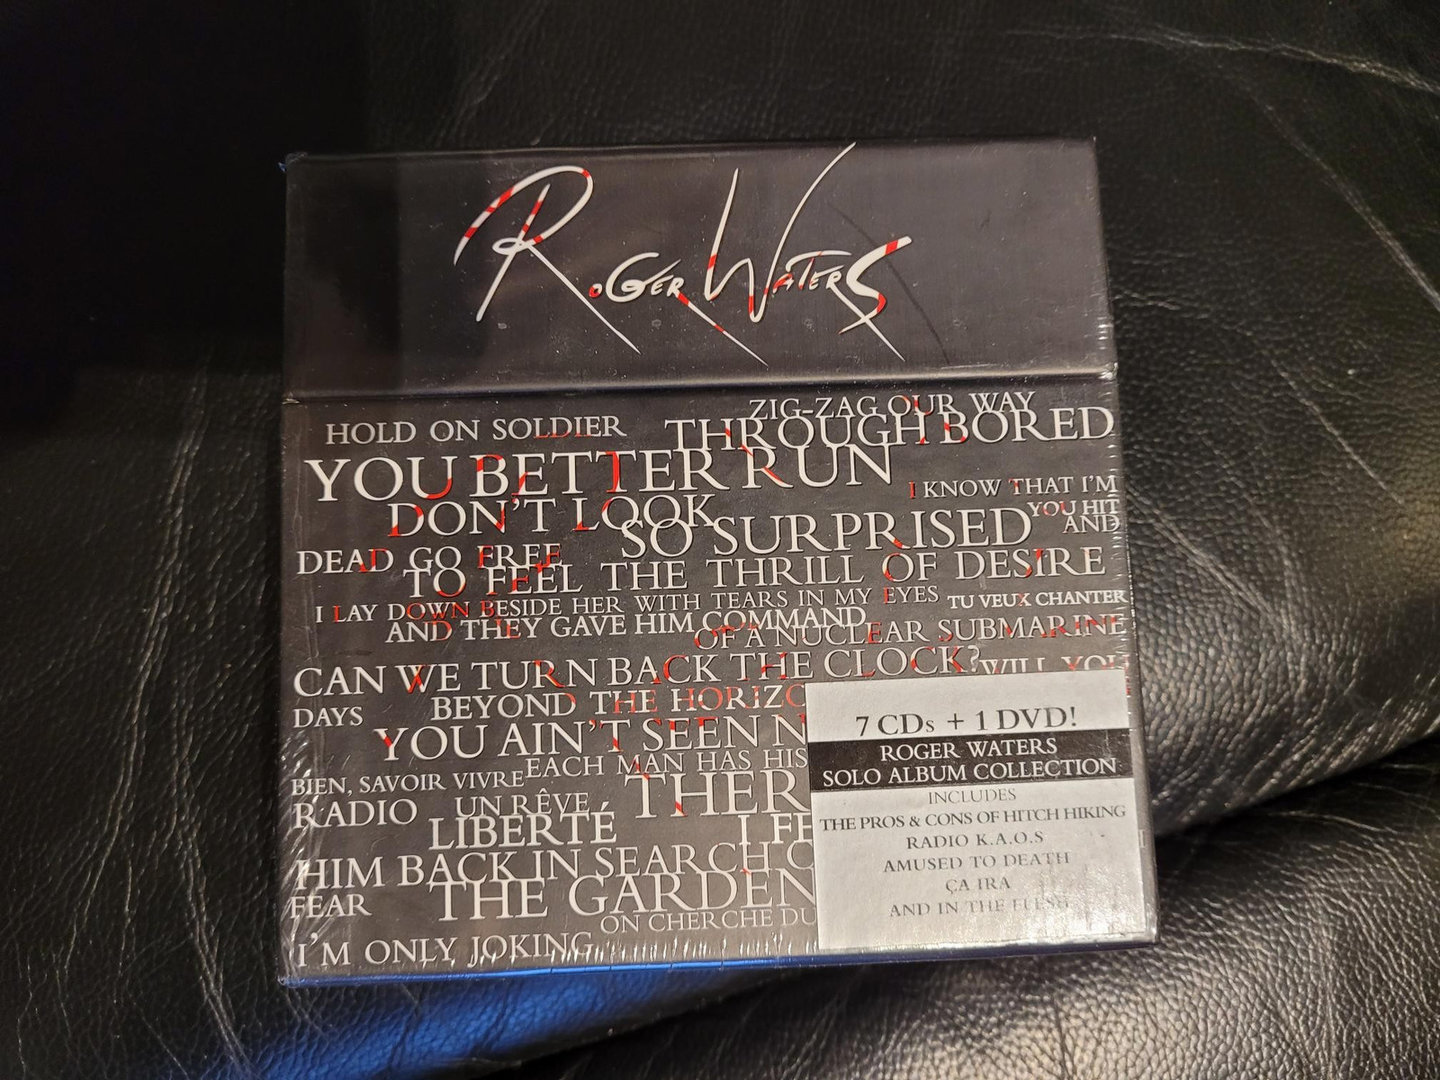 ROGER WATERS
ZIG-ZAG OUR WAY
HOLD ON SOLDIER
THROUGH BORED
YOU BETTER RUN
I KNOW THAT I'M
DON'T LOOK
YOU HIT
SO SURPRISED
AND
DEAD GO FREE
TO FEEL THE THRILL OF DESIRE
I LAY DOWN BESIDE HER WITH TEARS IN MY EYES
TU VEUX CHANTER
AND THEY GAVE HIM COMMAND
OF A NUCLEAR SUBMARINE
CAN WE TURN BACK THE CLOCK?
WILL YOU
DAYS
BEYOND THE HORIZO
YOU AIN'T SEEN N
EACH MAN HAS HIS
BIEN, SAVOIR VIVRE
THER
RADIO
UN RÊVE
LIBERTÉ
I FE
HIM BACK IN SEARCH O
FEAR
THE GARDEN
ON CHERCHE DU
I'M ONLY JOKING
7 CDs + 1 DVD!
ROGER WATERS
SOLO ALBUM COLLECTION
INCLUDES
THE PROS & CONS OF HITCH HIKING
RADIO K.A.O.S
AMUSED TO DEATH
ÇA IRA
AND IN THE FLESH